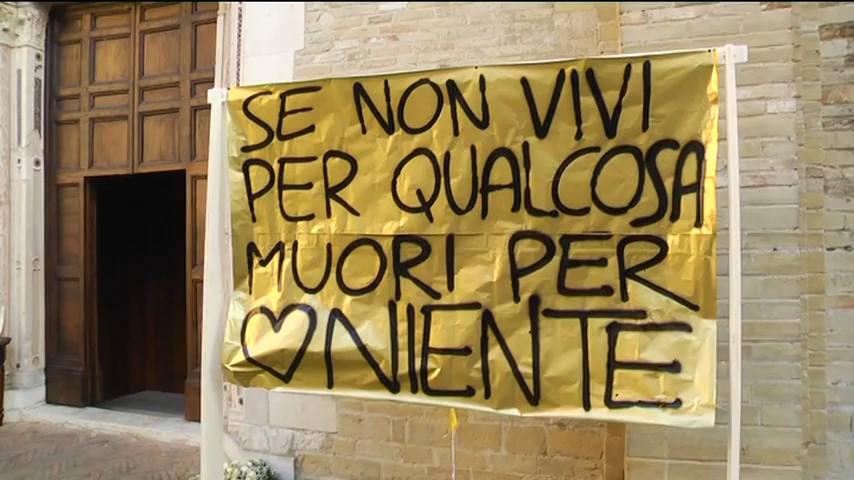 SE NON VIVI
PER QUALCOSA
MUORI PER
♡NIENTE